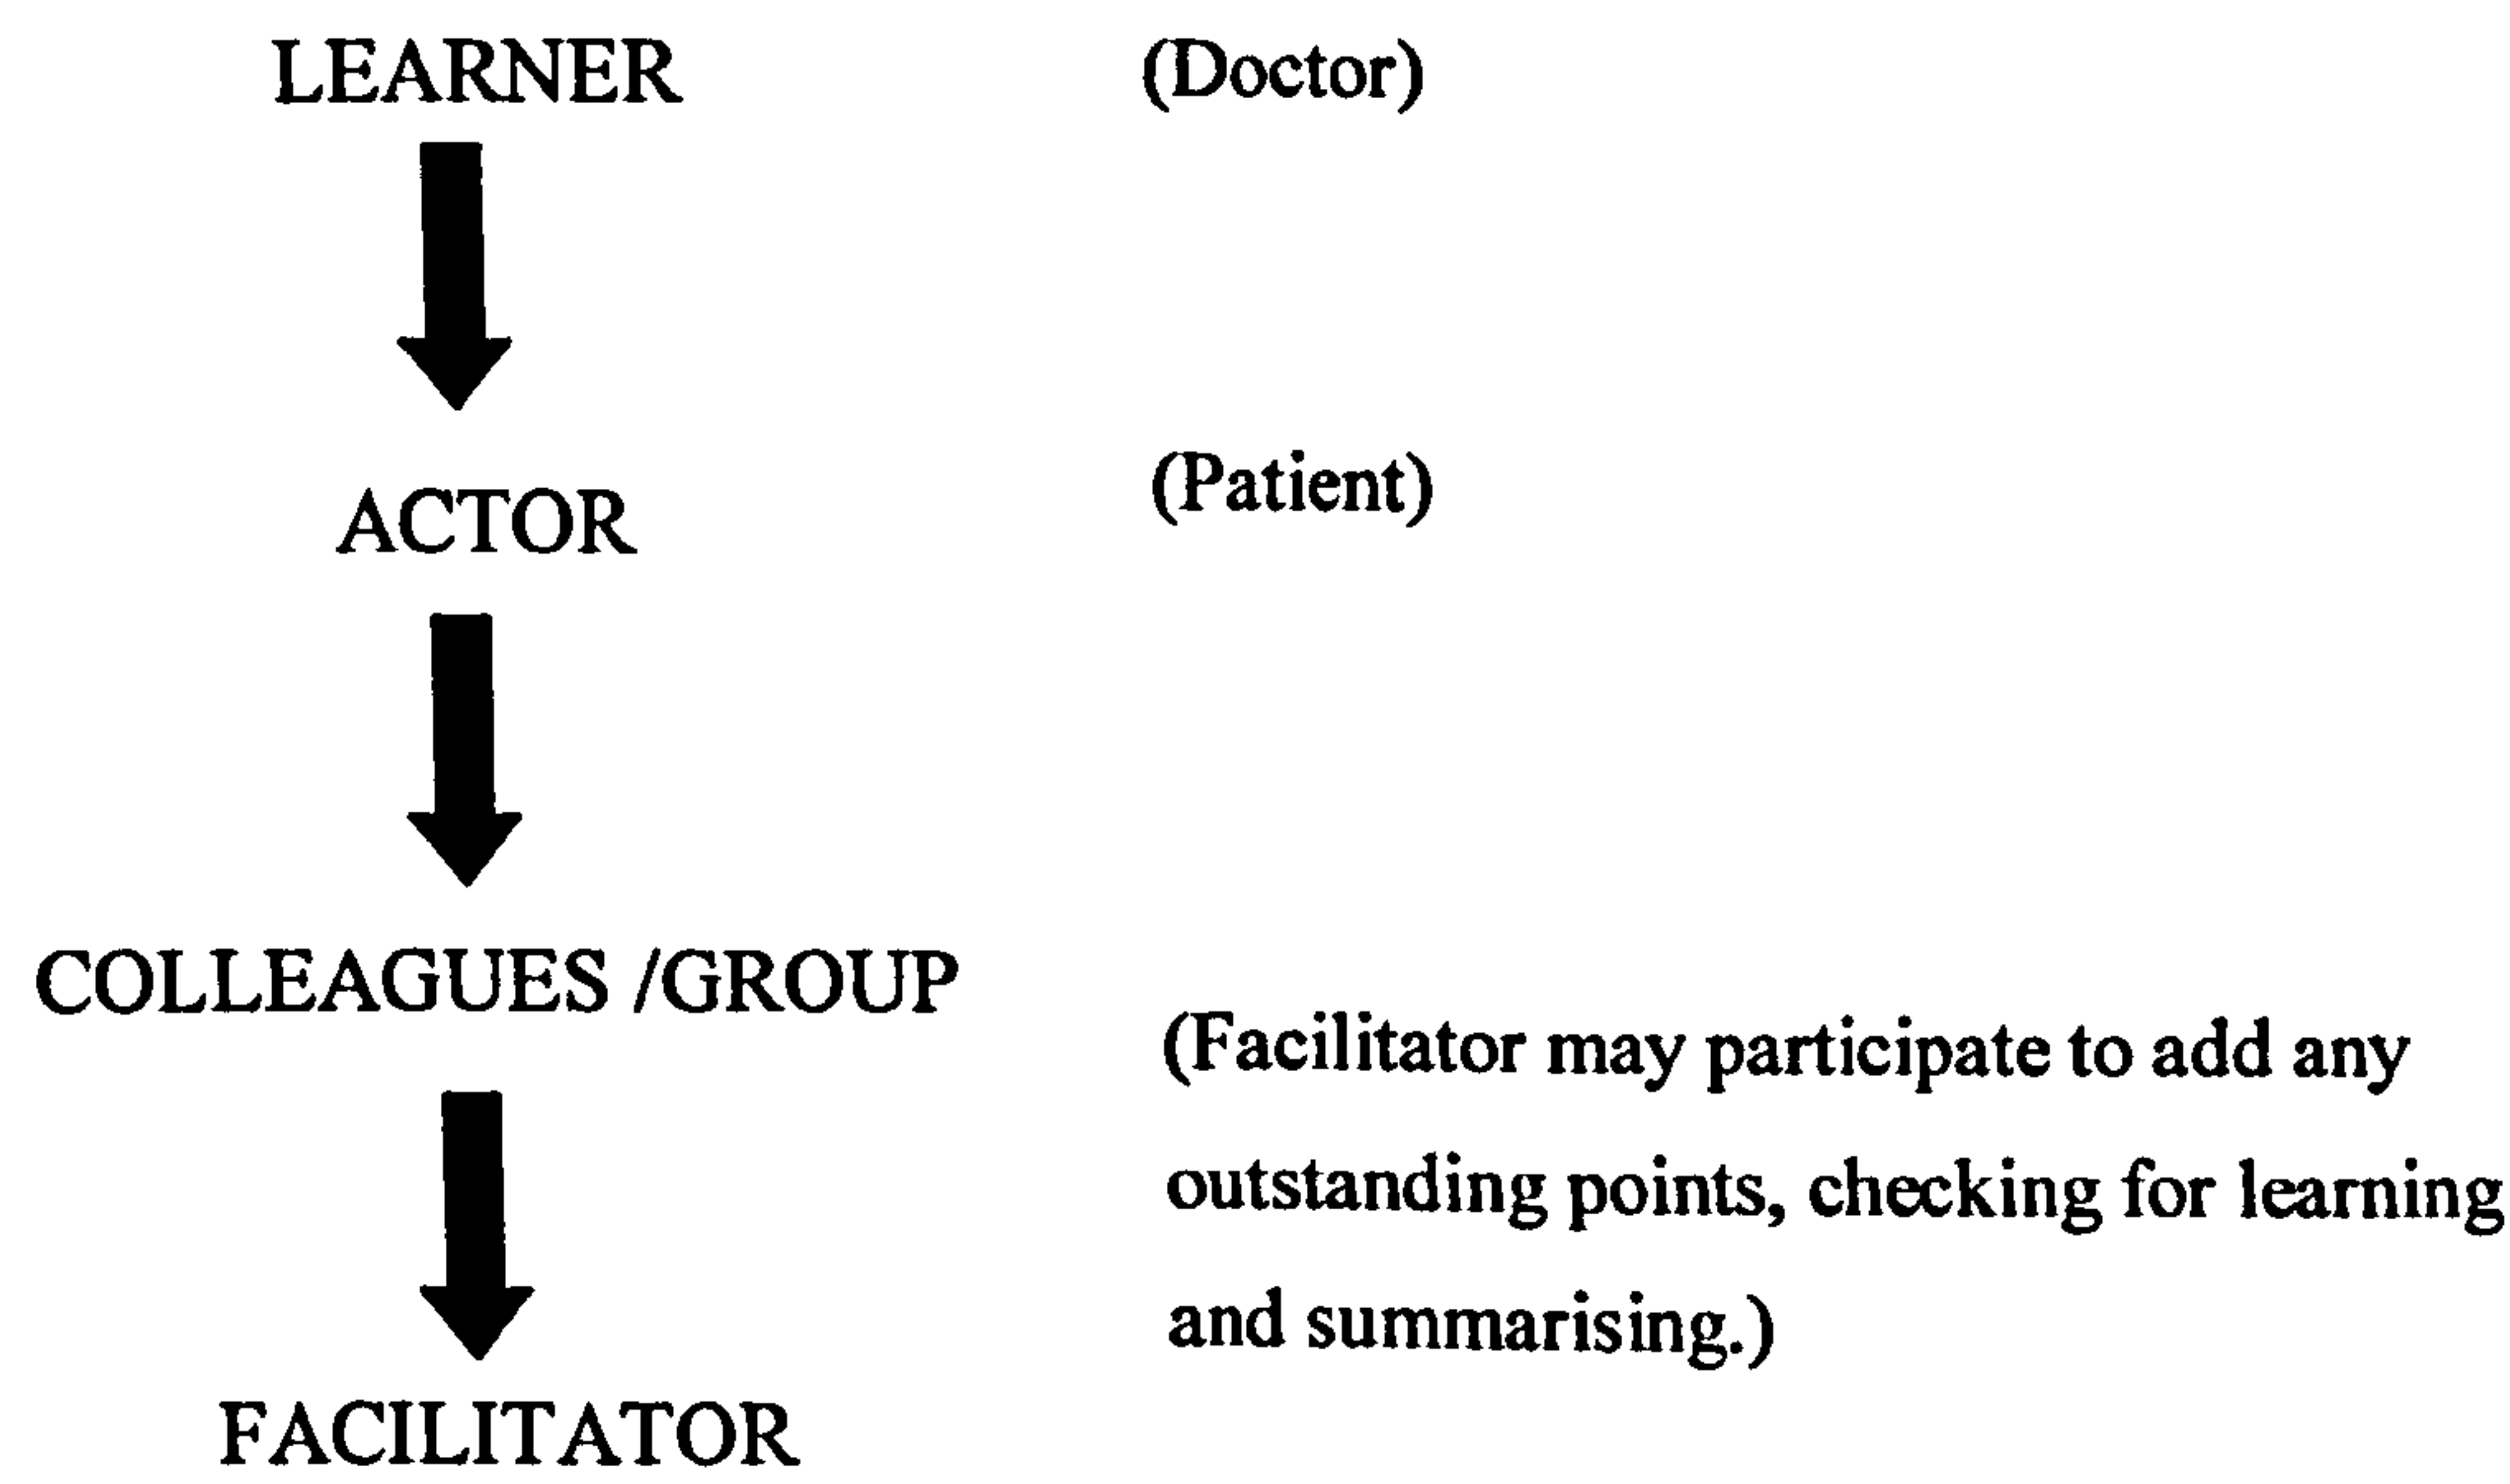 LEARNER (Doctor)
ACTOR (Patient)
COLLEAGUES /GROUP
(Facilitator may participate to add any
outstanding points, checking for learning
and summarising.)
FACILITATOR